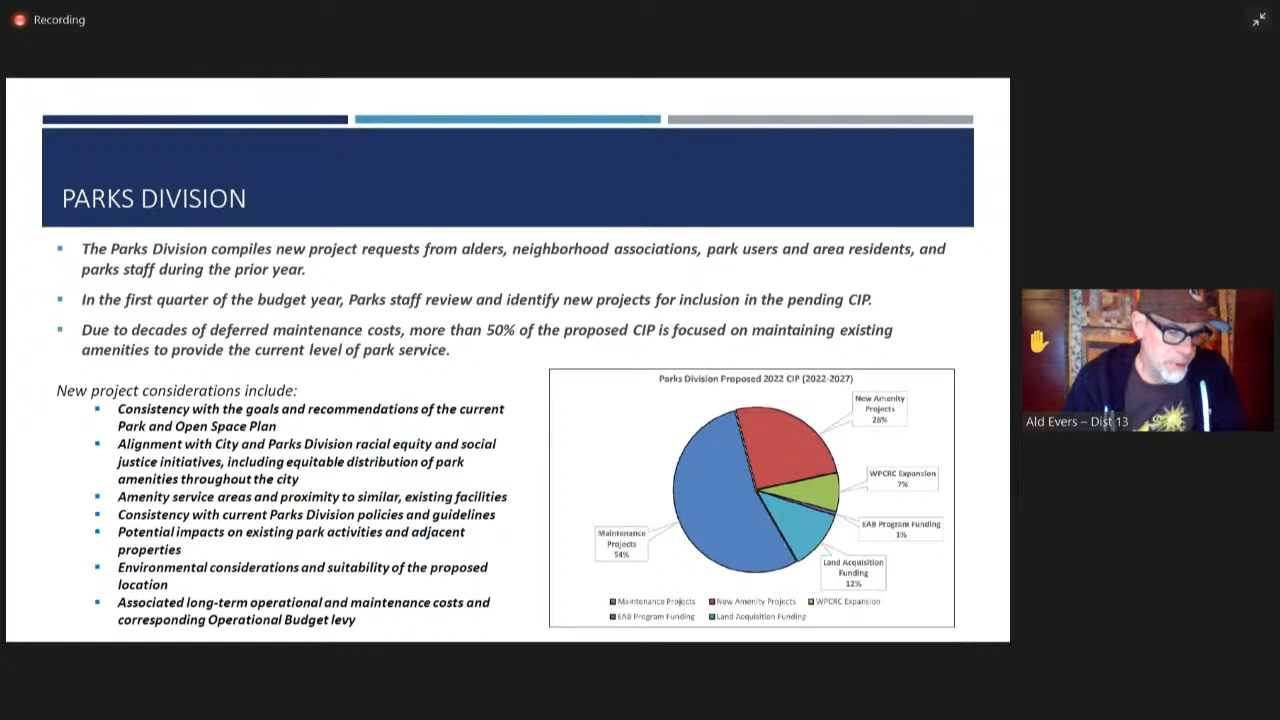 Recording
PARKS DIVISION
The Parks Division compiles new project requests from alders, neighborhood associations, park users and area residents, and
parks staff during the prior year.
In the first quarter of the budget year, Parks staff review and identify new projects for inclusion in the pending CIP.
Due to decades of deferred maintenance costs, more than 50% of the proposed CIP is focused on maintaining existing
amenities to provide the current level of park service.
New project considerations include:
Consistency with the goals and recommendations of the current
Park and Open Space Plan
Alignment with City and Parks Division racial equity and social
justice initiatives, including equitable distribution of park
amenities throughout the city
Amenity service areas and proximity to similar, existing facilities
Consistency with current Parks Division policies and guidelines
Potential impacts on existing park activities and adjacent
properties
Environmental considerations and suitability of the proposed
location
Associated long-term operational and maintenance costs and
corresponding Operational Budget levy
Parks Division Proposed 2022 CIP (2022-2027)
New Amenity
Projects
26%
WPCRC Expansion
7%
EAB Program Funding
1%
Land Acquisition
Funding
12%
Maintenance
Projects
54%
Maintenance Projects
New Amenity Projects
WPCRC Expansion
EAB Program Funding
Land Acquisition Funding
Ald Evers – Dist 13